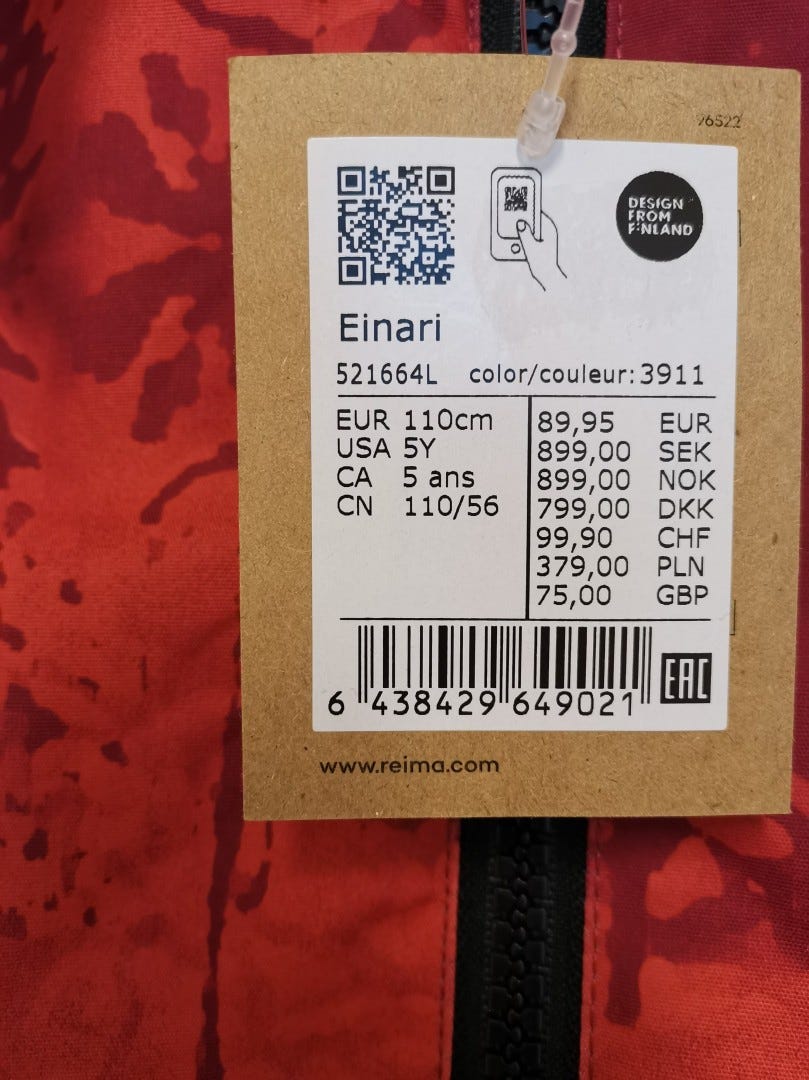 76522
DESIGN
FROM
FINLAND
Einari
521664L color/couleur: 3911
EUR 110cm
USA 5Y
CA 5 ans
CN 110/56
89,95 EUR
899,00 SEK
899,00 NOK
799,00 DKK
99,90 CHF
379,00 PLN
75,00 GBP
6 438429 649021
EAC
www.reima.com